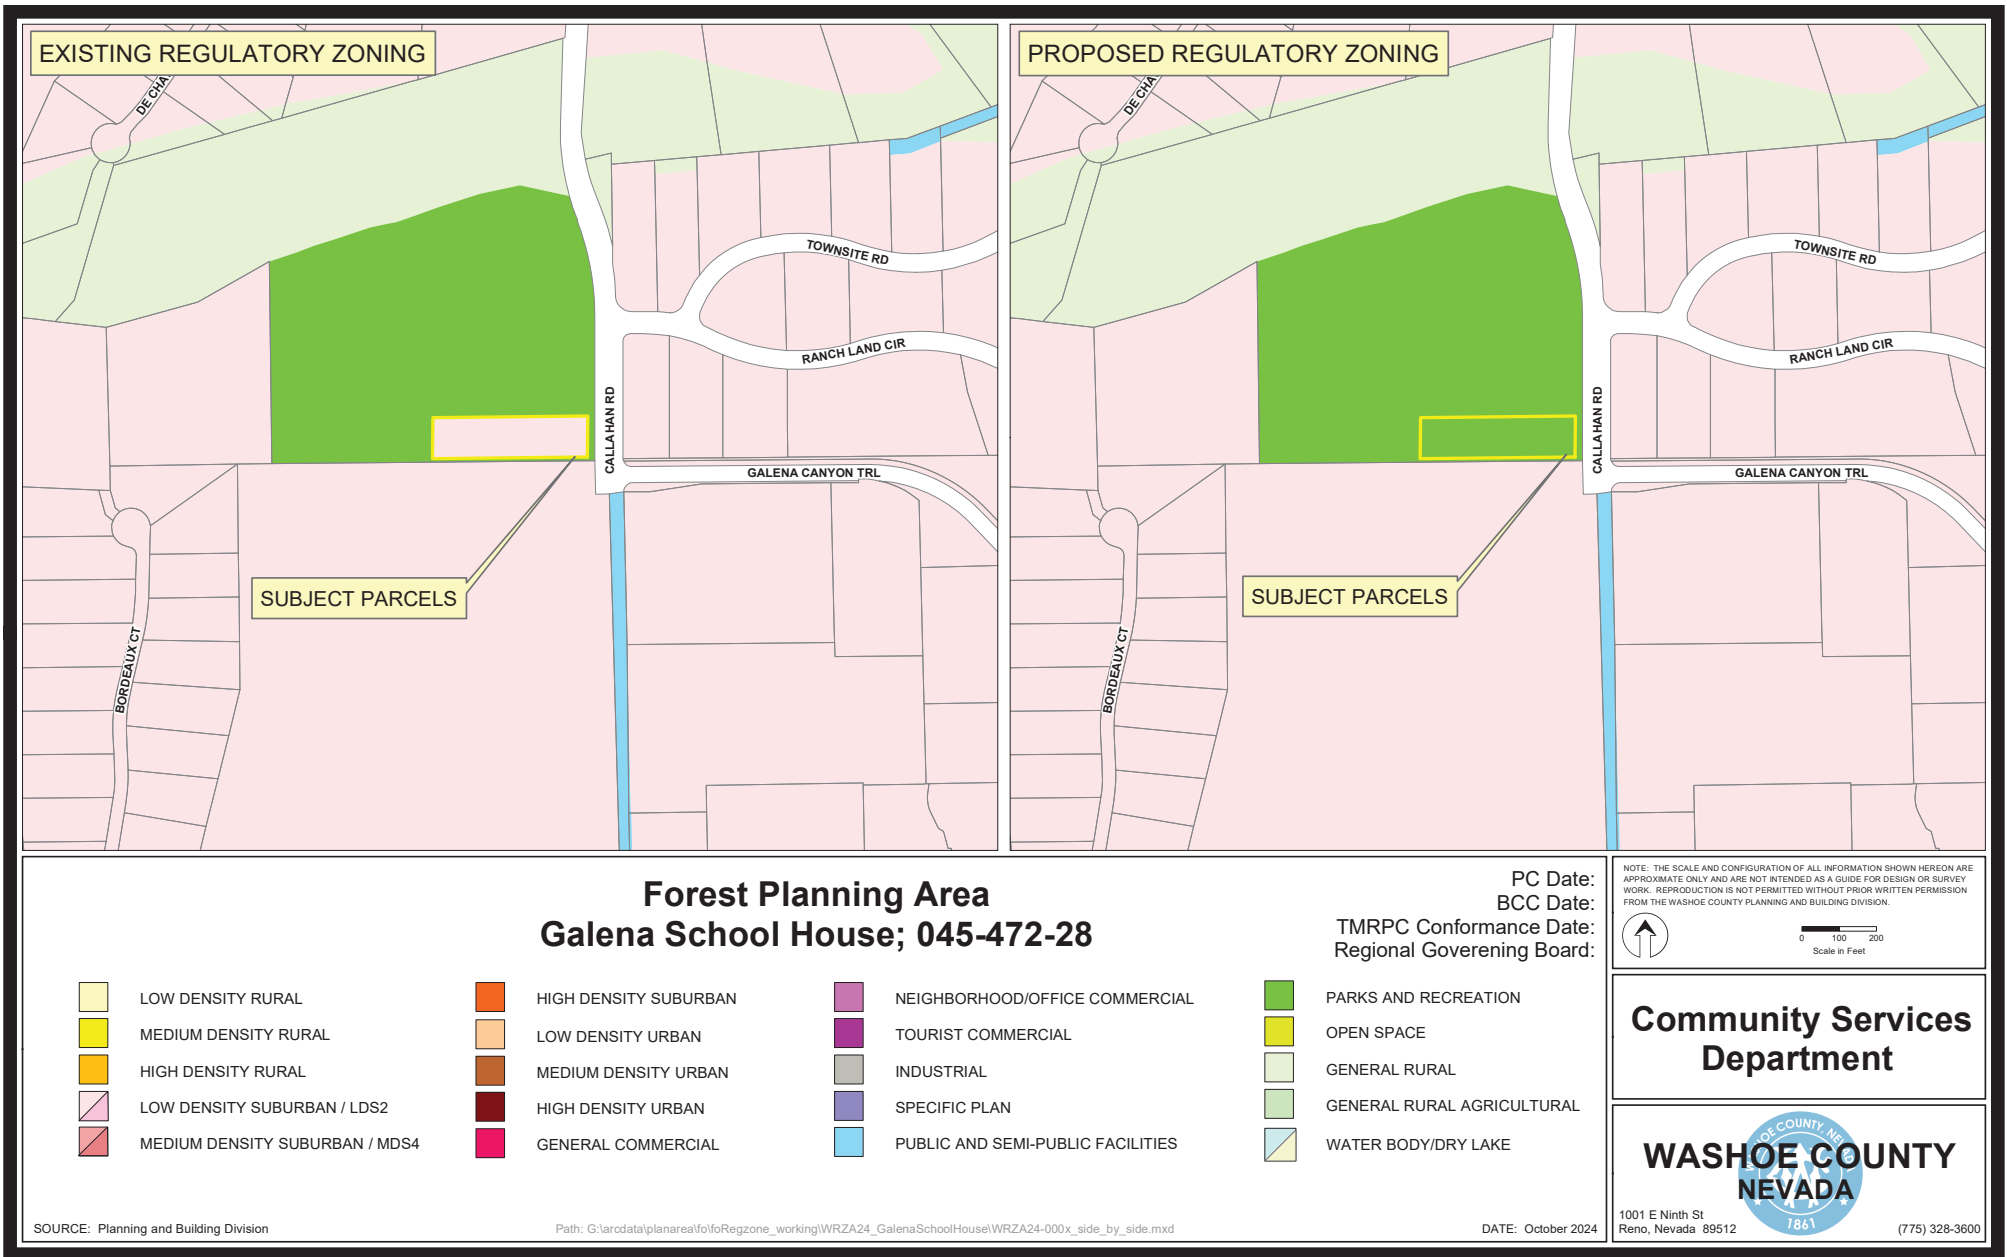 EXISTING REGULATORY ZONING
DE CHA
TOWNSITE RD
RANCH LAND CIR
CALLAHAN RD
GALENA CANYON TRL
SUBJECT PARCELS
BORDEAUX CT
PROPOSED REGULATORY ZONING
DE CHA
TOWNSITE RD
RANCH LAND CIR
CALLAHAN RD
GALENA CANYON TRL
SUBJECT PARCELS
BORDEAUX CT
Forest Planning Area
Galena School House; 045-472-28
PC Date:
BCC Date:
TMRPC Conformance Date:
Regional Goverening Board:
LOW DENSITY RURAL
MEDIUM DENSITY RURAL
HIGH DENSITY RURAL
LOW DENSITY SUBURBAN / LDS2
MEDIUM DENSITY SUBURBAN / MDS4
HIGH DENSITY SUBURBAN
LOW DENSITY URBAN
MEDIUM DENSITY URBAN
HIGH DENSITY URBAN
GENERAL COMMERCIAL
NEIGHBORHOOD/OFFICE COMMERCIAL
TOURIST COMMERCIAL
INDUSTRIAL
SPECIFIC PLAN
PUBLIC AND SEMI-PUBLIC FACILITIES
PARKS AND RECREATION
OPEN SPACE
GENERAL RURAL
GENERAL RURAL AGRICULTURAL
WATER BODY/DRY LAKE
SOURCE: Planning and Building Division
Path: G:\arcdata\planarea\fo\foRegzone_working\WRZA24_GalenaSchoolHouse\WRZA24-000x_side_by_side.mxd
DATE: October 2024
NOTE: THE SCALE AND CONFIGURATION OF ALL INFORMATION SHOWN HEREON ARE
APPROXIMATE ONLY AND ARE NOT INTENDED AS A GUIDE FOR DESIGN OR SURVEY
WORK. REPRODUCTION IS NOT PERMITTED WITHOUT PRIOR WRITTEN PERMISSION
FROM THE WASHOE COUNTY PLANNING AND BUILDING DIVISION.
0 100 200
Scale in Feet
Community Services
Department
WASHOE COUNTY
NEVADA
1861
1001 E Ninth St
Reno, Nevada 89512
(775) 328-3600